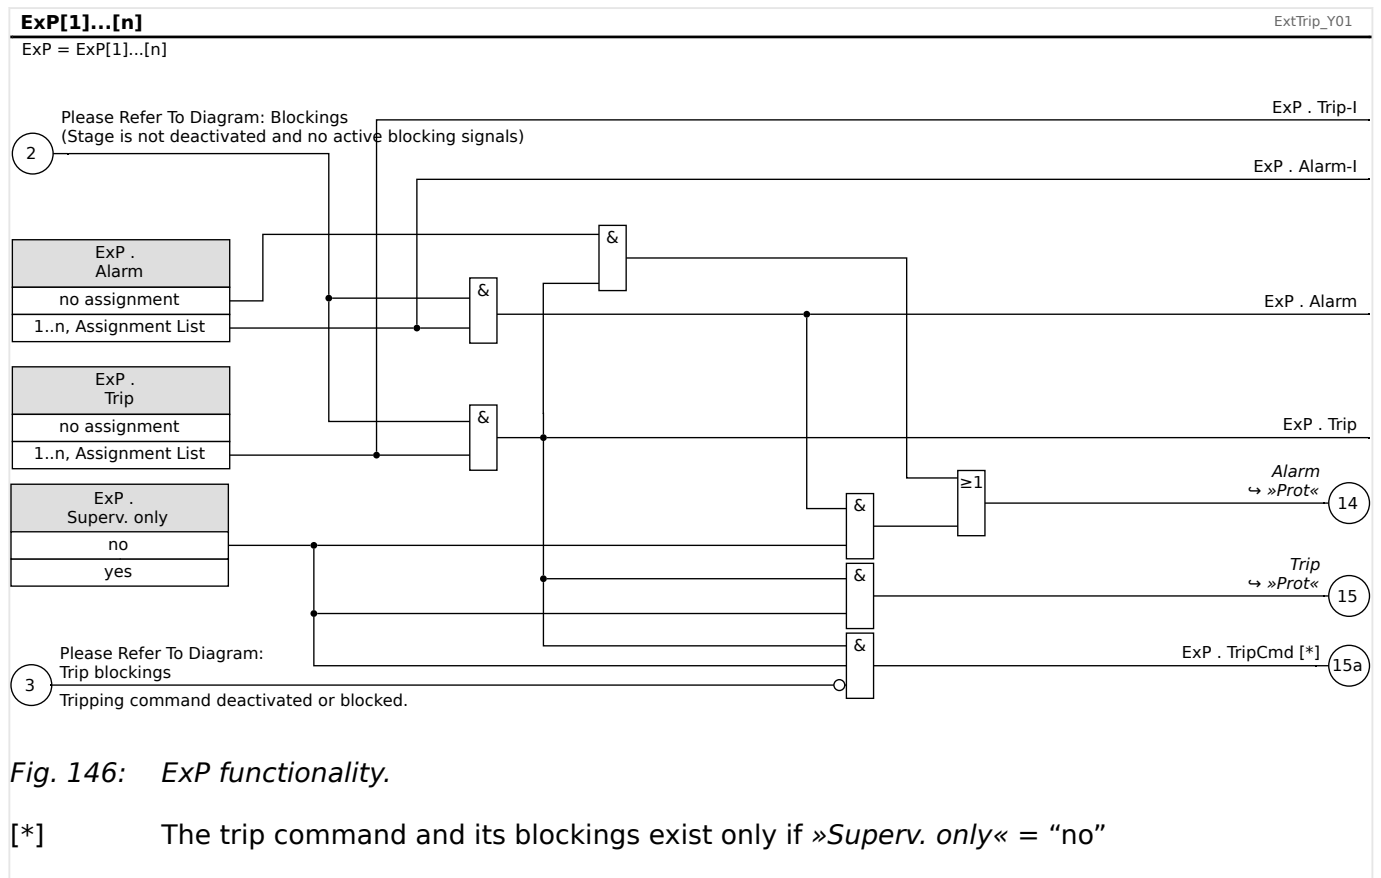 ExP[1]...[n]
ExtTrip_Y01
ExP = ExP[1]...[n]
Please Refer To Diagram: Blockings
(Stage is not deactivated and no active blocking signals)
2
ExP . Trip-I
ExP . Alarm-I
ExP .
Alarm
no assignment
1..n, Assignment List
&
&
ExP . Alarm
ExP .
Trip
no assignment
1..n, Assignment List
&
ExP . Trip
ExP .
Superv. only
no
yes
&
≥1
Alarm
↪ »Prot«
14
&
Trip
↪ »Prot«
15
&
ExP . TripCmd [*]
15a
Please Refer To Diagram:
Trip blockings
3
Tripping command deactivated or blocked.
Fig. 146: ExP functionality.
[*] The trip command and its blockings exist only if »Superv. only« = “no”